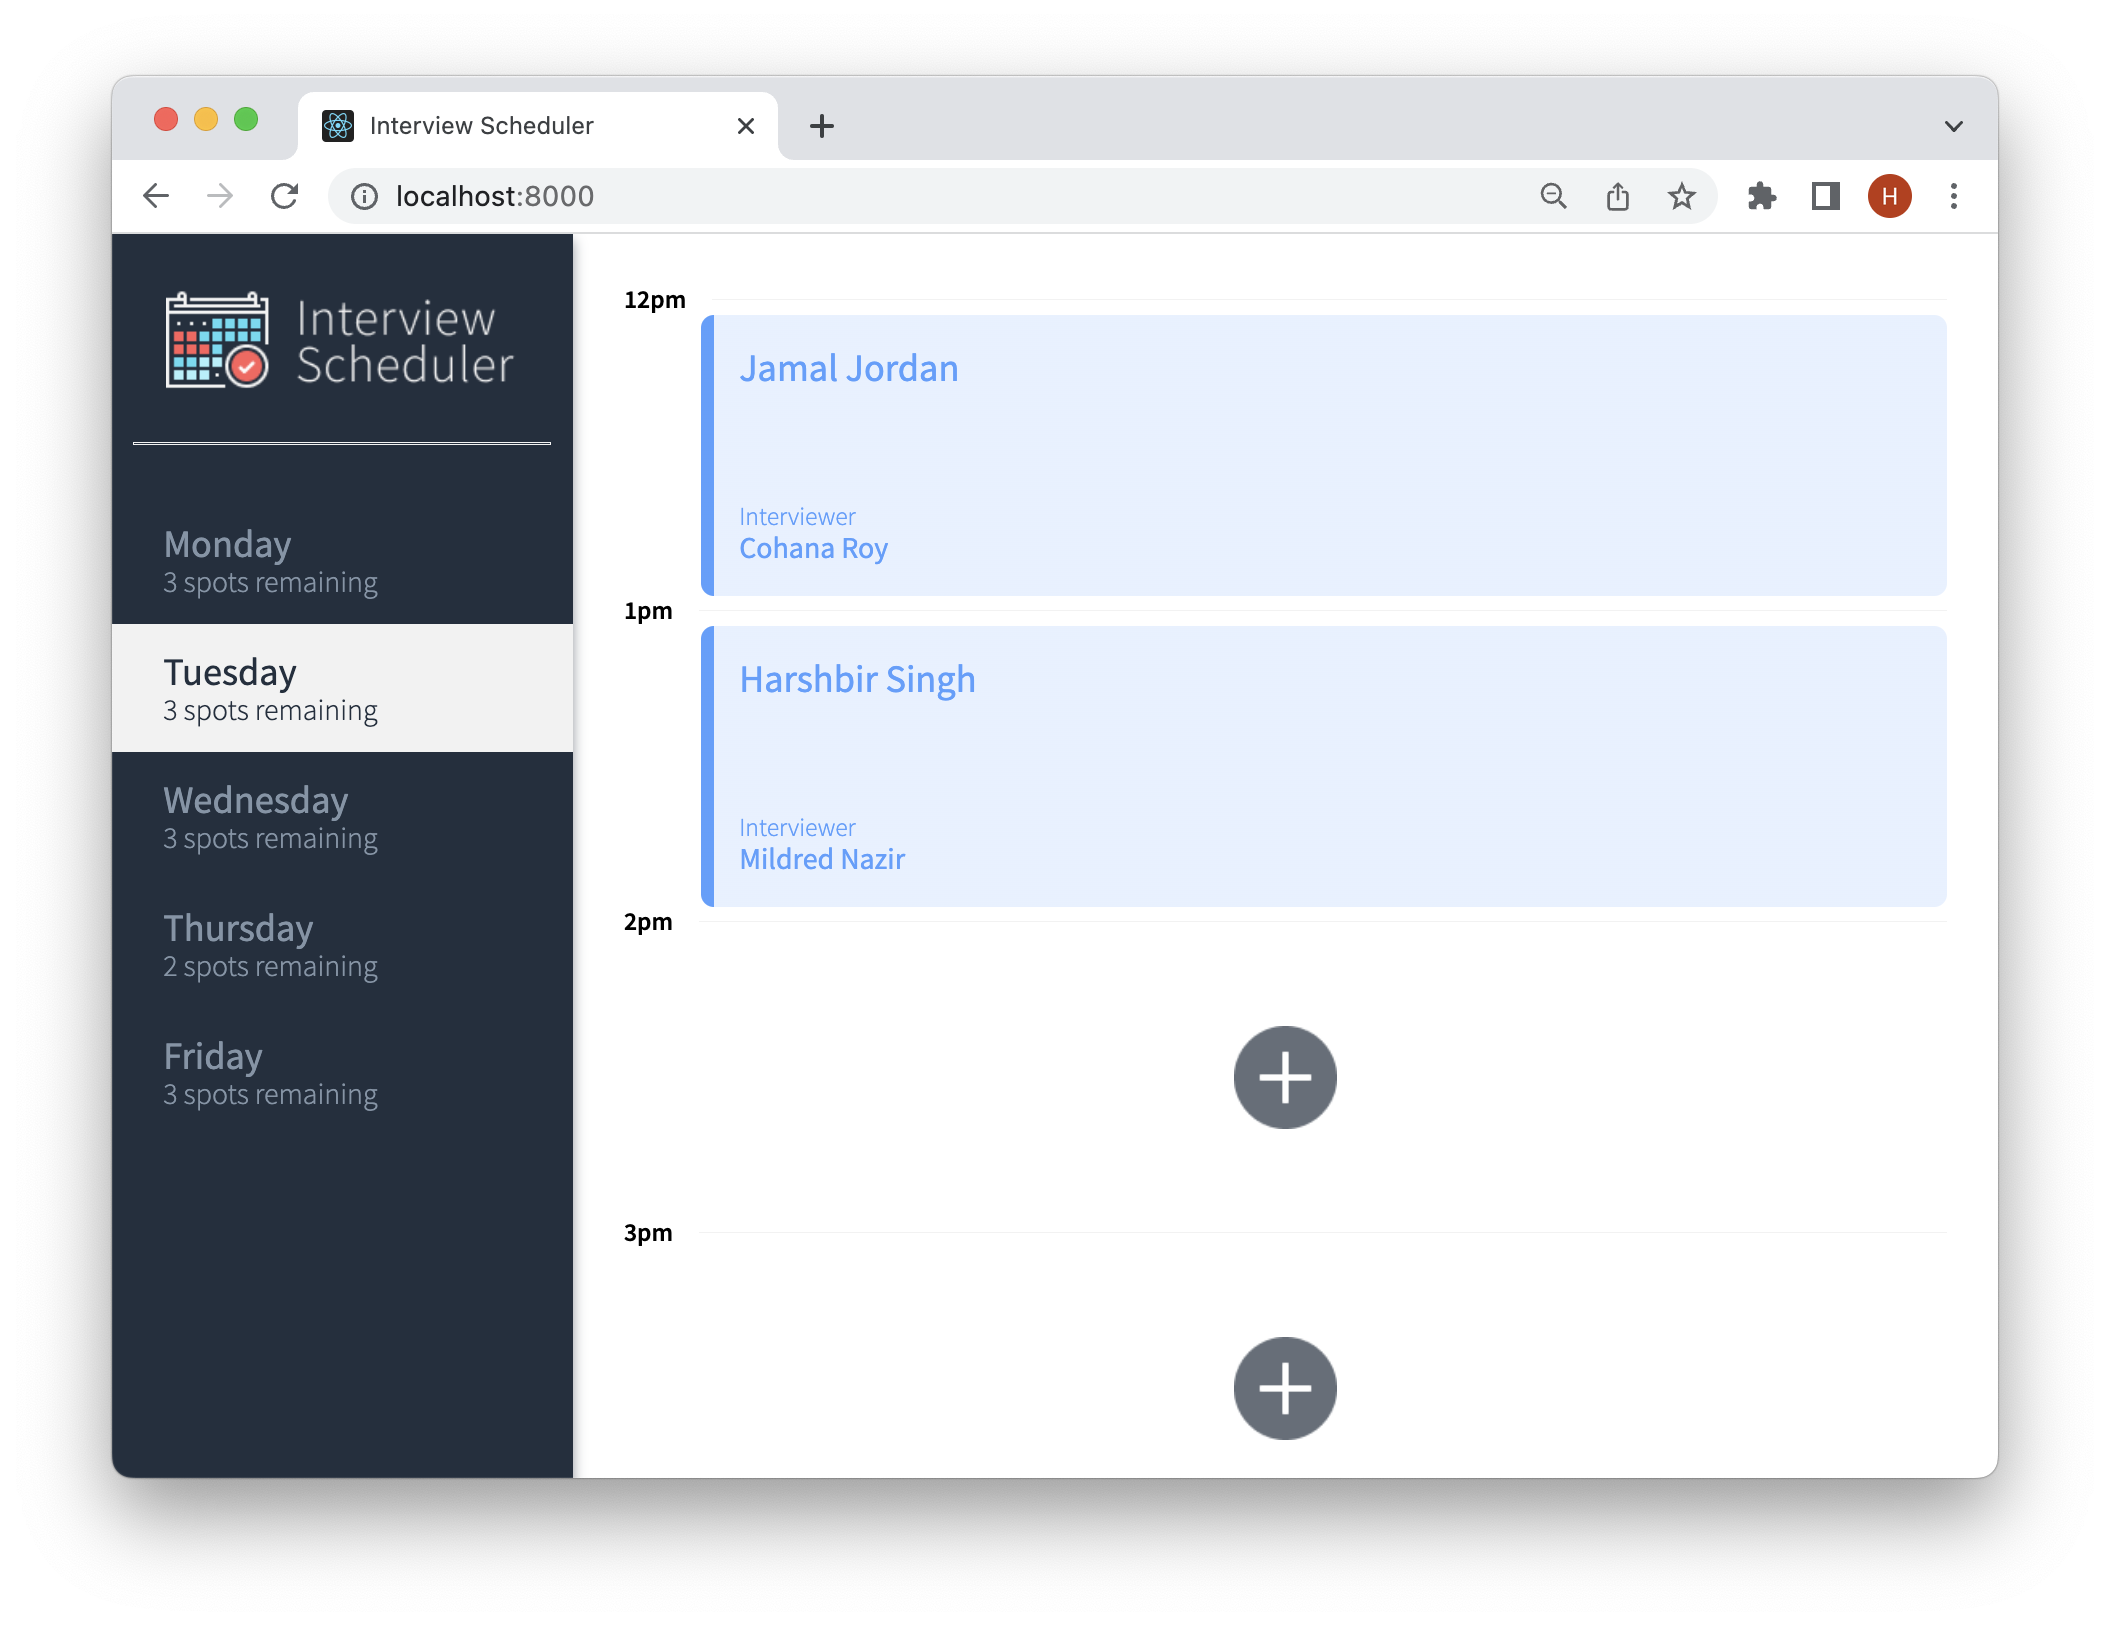 Interview Scheduler
localhost:8000
H
Interview
Scheduler
Monday
3 spots remaining
Tuesday
3 spots remaining
Wednesday
3 spots remaining
Thursday
2 spots remaining
Friday
3 spots remaining
12pm
Jamal Jordan
Interviewer
Cohana Roy
1pm
Harshbir Singh
Interviewer
Mildred Nazir
2pm
3pm